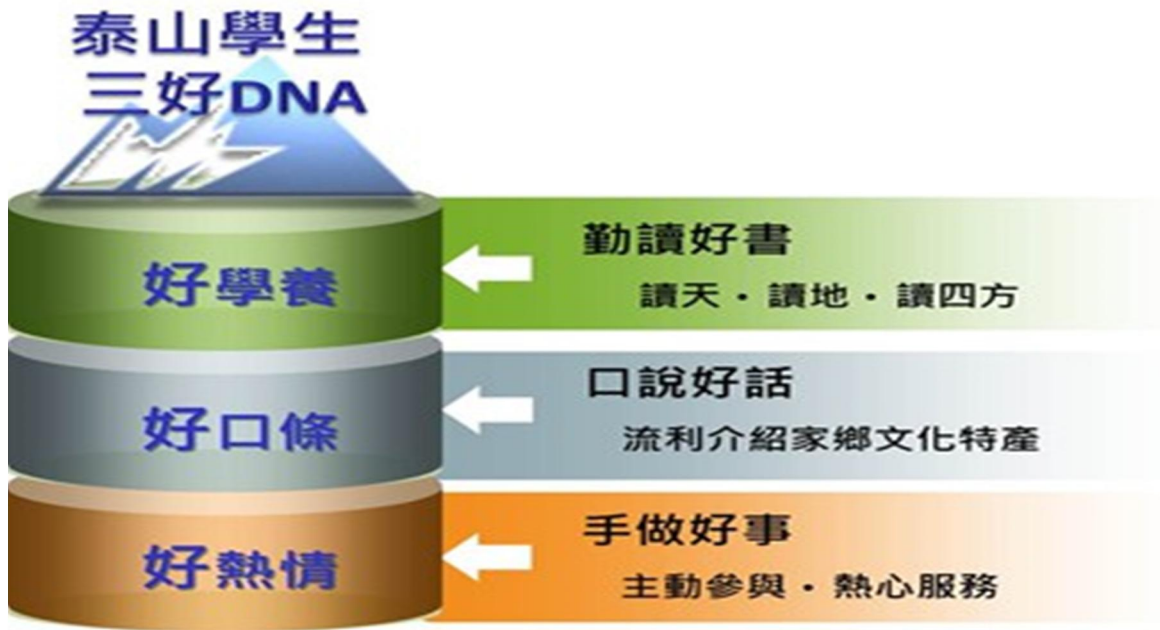 泰山學生
三好DNA
好學養
勤讀好書
讀天・讀地・讀四方
好口條
口說好話
流利介紹家鄉文化特產
好熱情
手做好事
主動參與・熱心服務